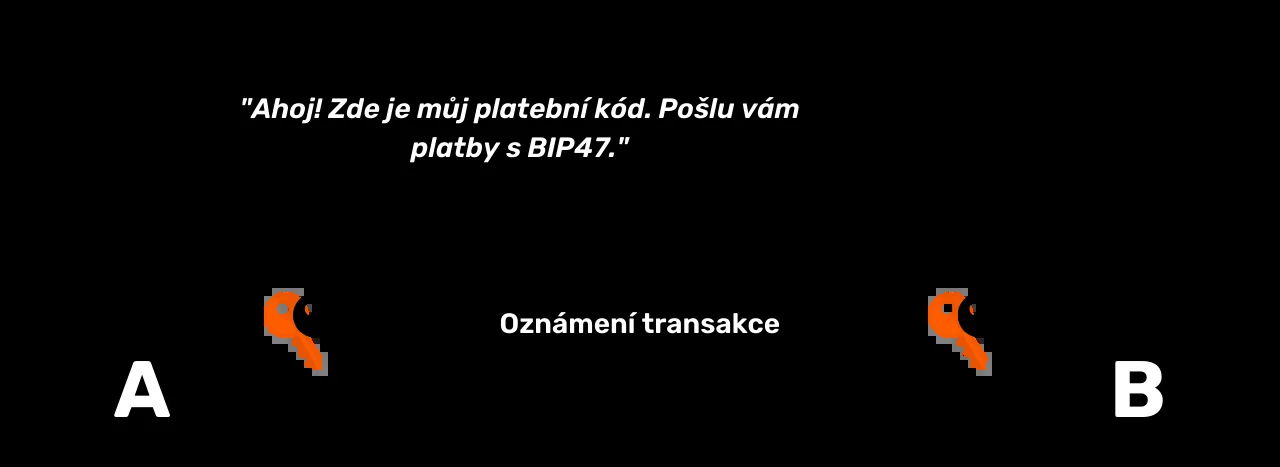 "Ahoj! Zde je můj platební kód. Pošlu vám
platby s BIP47."
Oznámení transakce
A
B